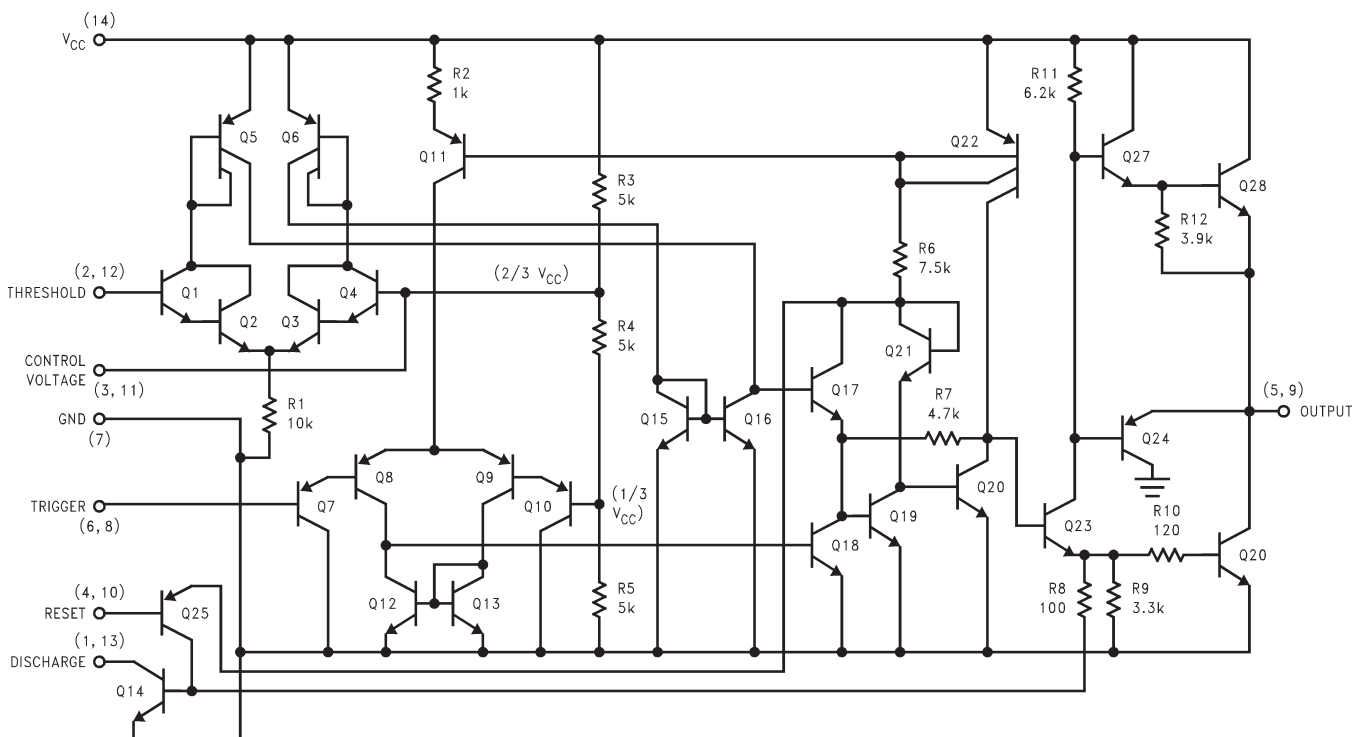 (14)
VCC
R2
1k
R11
6.2k
Q5
Q6
Q11
Q22
Q27
Q28
R3
5k
R12
3.9k
R6
7.5k
(2, 12)
THRESHOLD
Q1
Q2
Q3
Q4
(2/3 VCC)
R4
5k
Q21
CONTROL
VOLTAGE
(3, 11)
R1
10k
GND
(7)
Q15
Q16
Q17
R7
4.7k
(5, 9)
OUTPUT
Q24
TRIGGER
(6, 8)
Q7
Q8
Q9
Q10
(1/3
VCC)
Q18
Q19
Q20
Q23
R10
120
Q20
(4, 10)
RESET
Q25
Q12
Q13
R5
5k
R8
100
R9
3.3k
(1, 13)
DISCHARGE
Q14